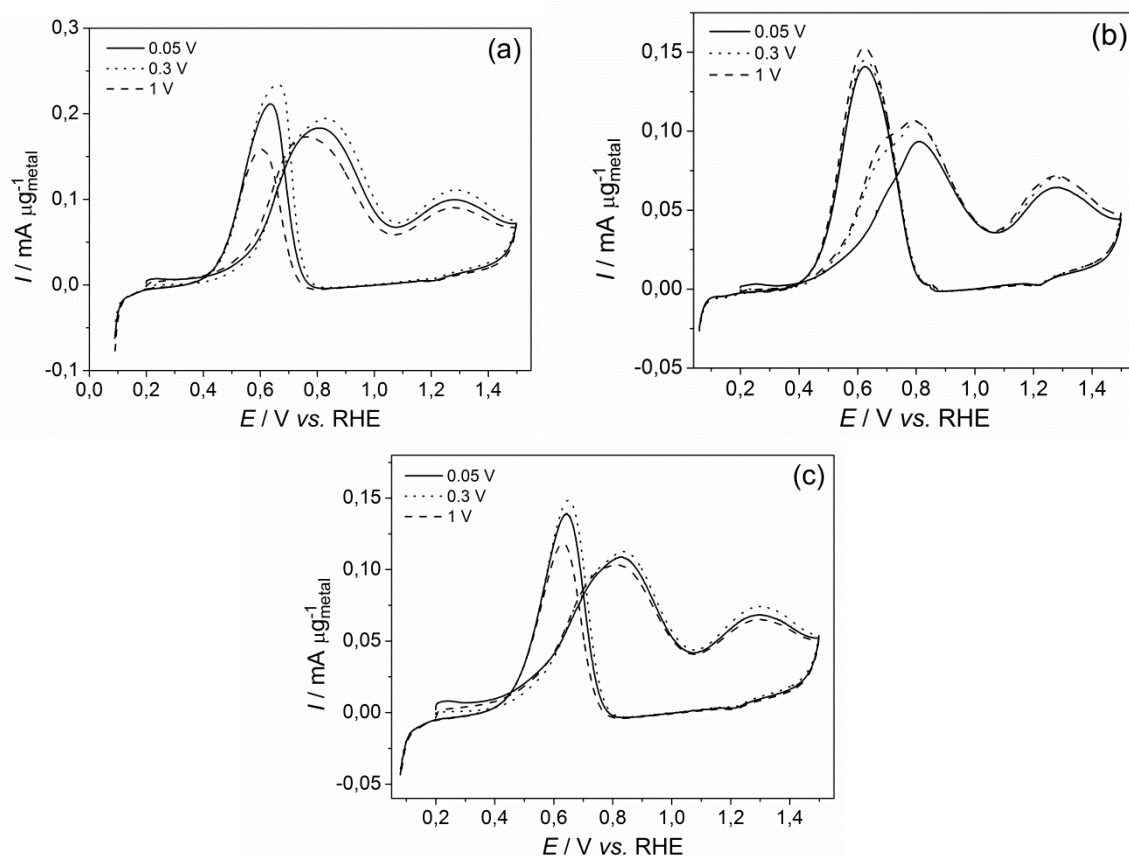 (a)
0.05 V
0.3 V
1 V
0,3
0,2
0,1
0,0
-0,1
I / mA μg⁻¹metal
0,0 0,2 0,4 0,6 0,8 1,0 1,2 1,4
E / V vs. RHE
(b)
0.05 V
0.3 V
1 V
0,15
0,10
0,05
0,00
-0,05
I / mA μg⁻¹metal
0,2 0,4 0,6 0,8 1,0 1,2 1,4
E / V vs. RHE
(c)
0.05 V
0.3 V
1 V
0,15
0,10
0,05
0,00
-0,05
I / mA μg⁻¹metal
0,2 0,4 0,6 0,8 1,0 1,2 1,4
E / V vs. RHE